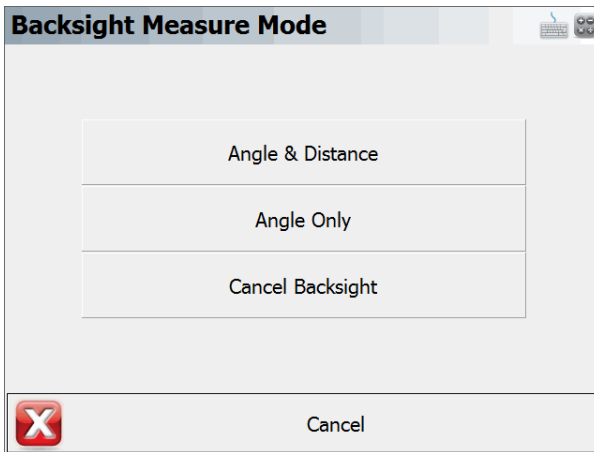 Backsight Measure Mode
Angle & Distance
Angle Only
Cancel Backsight
Cancel